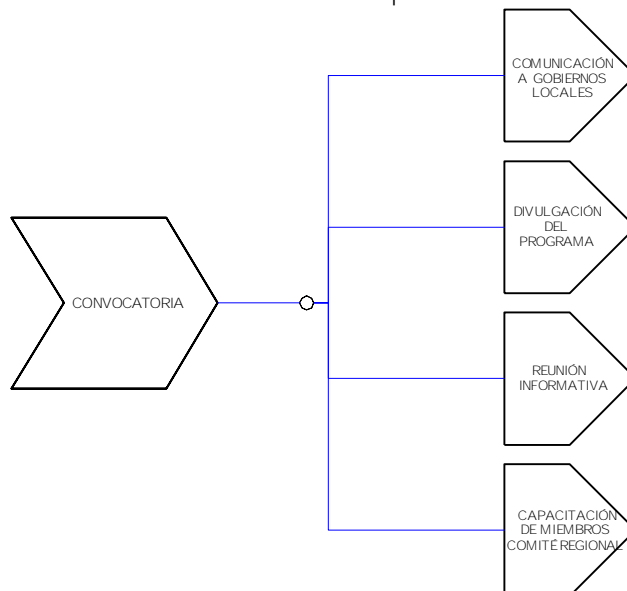 COMUNICACIÓN
A GOBIERNOS
LOCALES
DIVULGACIÓN
DEL
PROGRAMA
CONVOCATORIA
REUNIÓN
INFORMATIVA
CAPACITACIÓN
DE MIEMBROS
COMITÉ REGIONAL